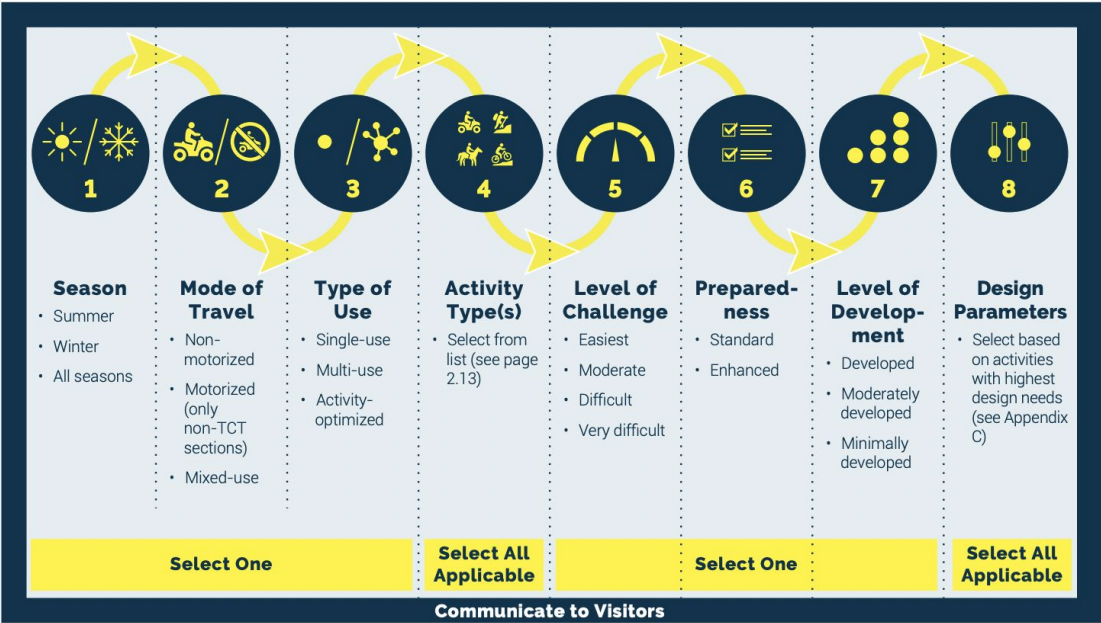 1
2
3
4
5
6
7
8
Season
• Summer
• Winter
• All seasons
Mode of
Travel
• Non-
motorized
• Motorized
(only
non-TCT
sections)
• Mixed-use
Type of
Use
• Single-use
• Multi-use
• Activity-
optimized
Activity
Type(s)
• Select from
list (see page
2.13)
Level of
Challenge
• Easiest
• Moderate
• Difficult
• Very difficult
Prepared-
ness
• Standard
• Enhanced
Level of
Develop-
ment
• Developed
• Moderately
developed
• Minimally
developed
Design
Parameters
• Select based
on activities
with highest
design needs
(see Appendix
C)
Select One
Select All
Applicable
Select One
Select All
Applicable
Communicate to Visitors